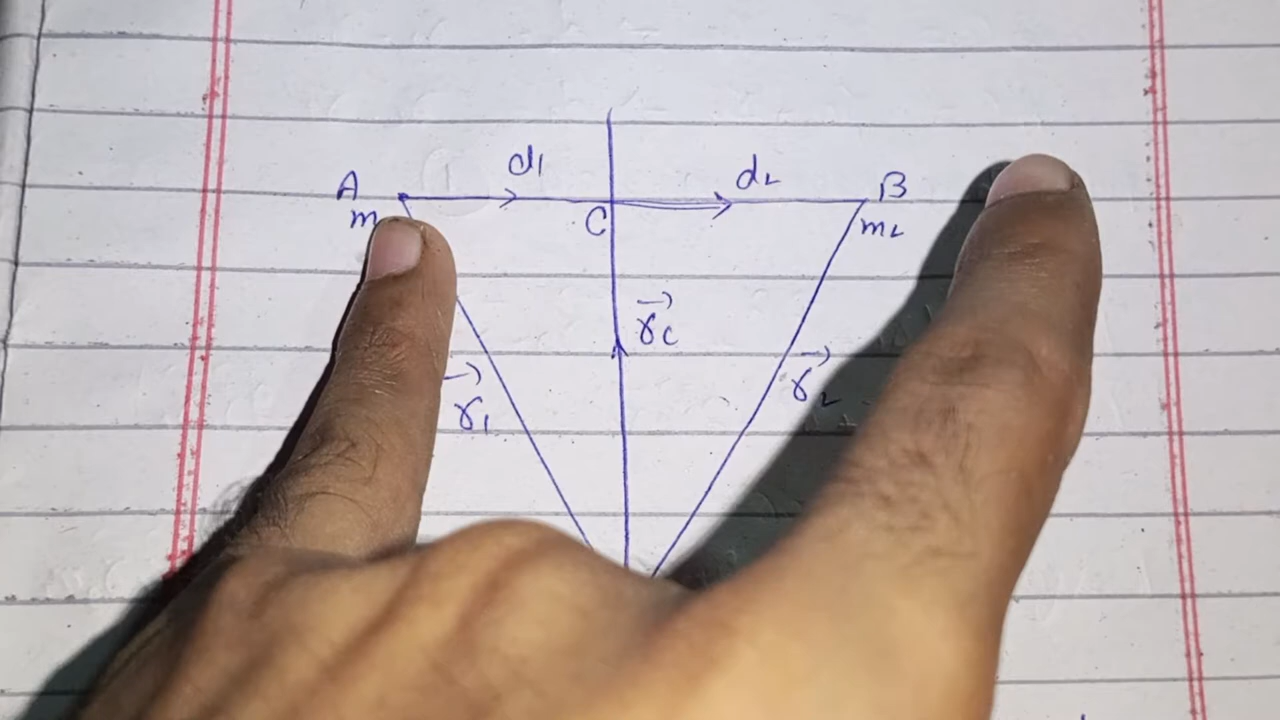 d₁ d₂
A B
m C m₂
r⃗c
r⃗₁ r⃗₂